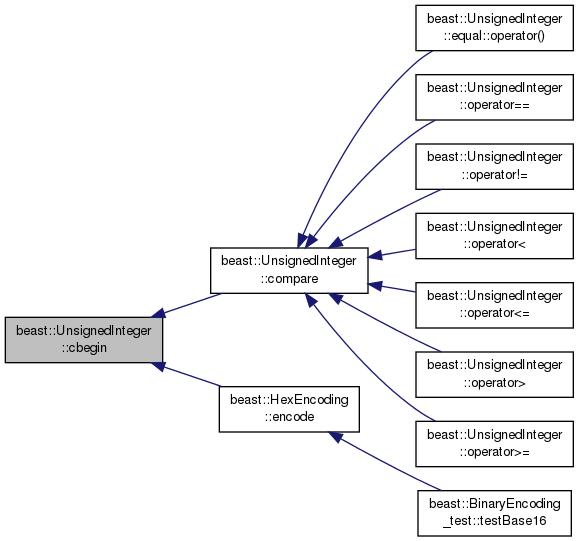 beast::UnsignedInteger
::equal::operator()
beast::UnsignedInteger
::operator==
beast::UnsignedInteger
::operator!=
beast::UnsignedInteger
::operator<
beast::UnsignedInteger
::compare
beast::UnsignedInteger
::operator<=
beast::UnsignedInteger
::cbegin
beast::UnsignedInteger
::operator>
beast::HexEncoding
::encode
beast::UnsignedInteger
::operator>=
beast::BinaryEncoding
_test::testBase16